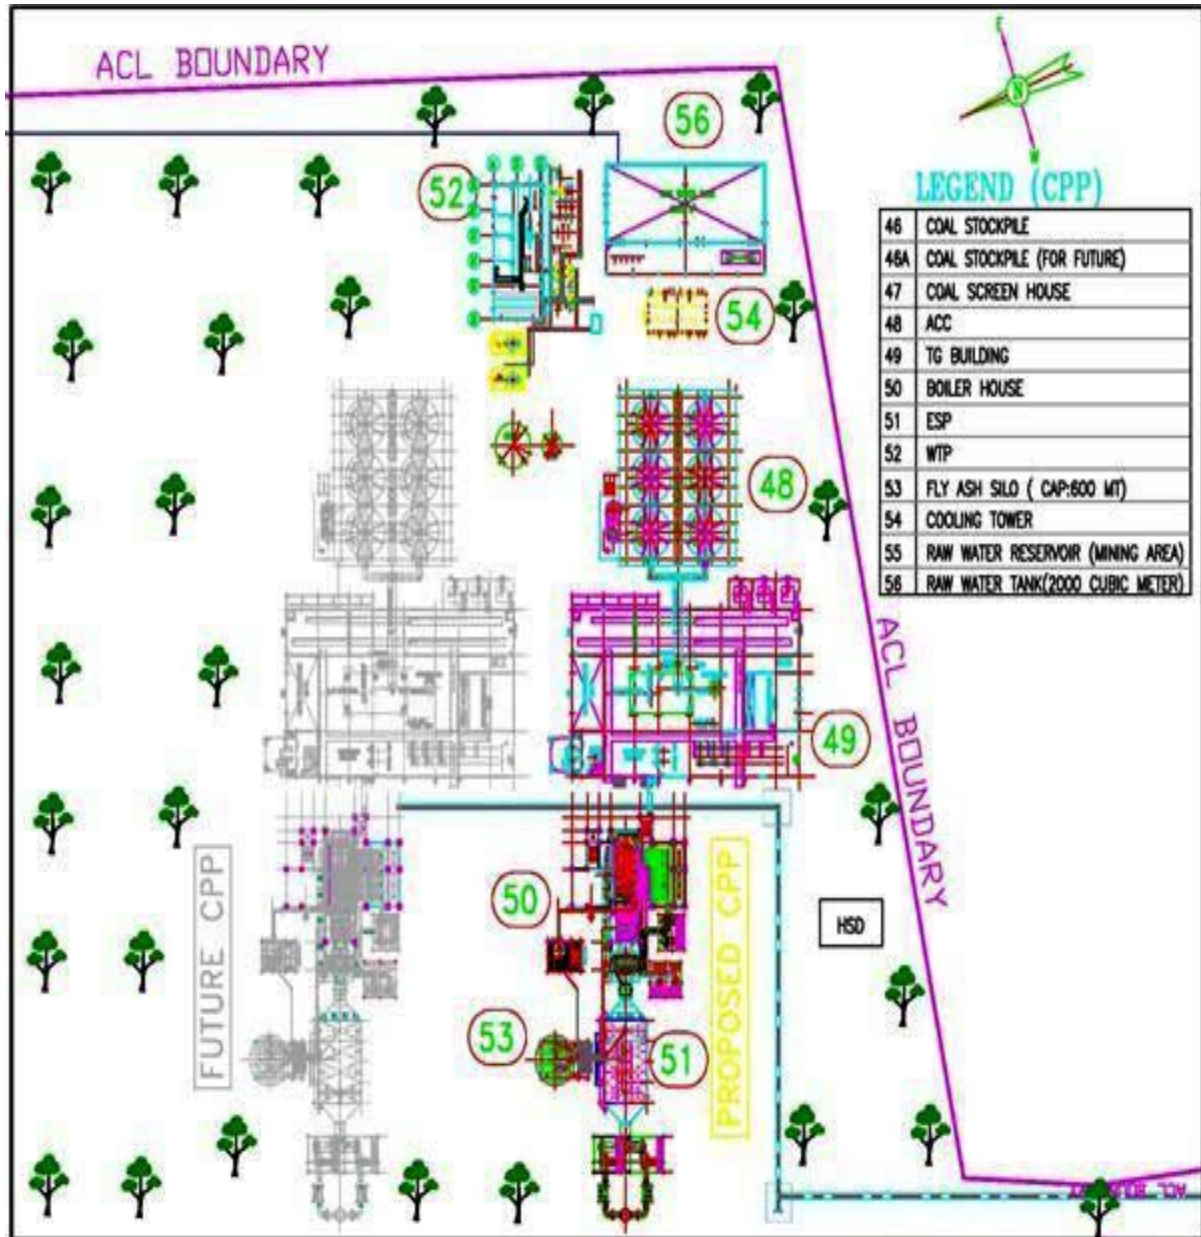 ACL BOUNDARY
E
N
W
56
52
54
48
49
50
53
51
LEGEND (CPP)
46 COAL STOCKPILE
46A COAL STOCKPILE (FOR FUTURE)
47 COAL SCREEN HOUSE
48 ACC
49 TG BUILDING
50 BOILER HOUSE
51 ESP
52 WTP
53 FLY ASH SILO ( CAP:600 MT)
54 COOLING TOWER
55 RAW WATER RESERVOIR (MINING AREA)
56 RAW WATER TANK(2000 CUBIC METER)
ACL BOUNDARY
HSD
FUTURE CPP
PROPOSED CPP
ACL BOUNDARY